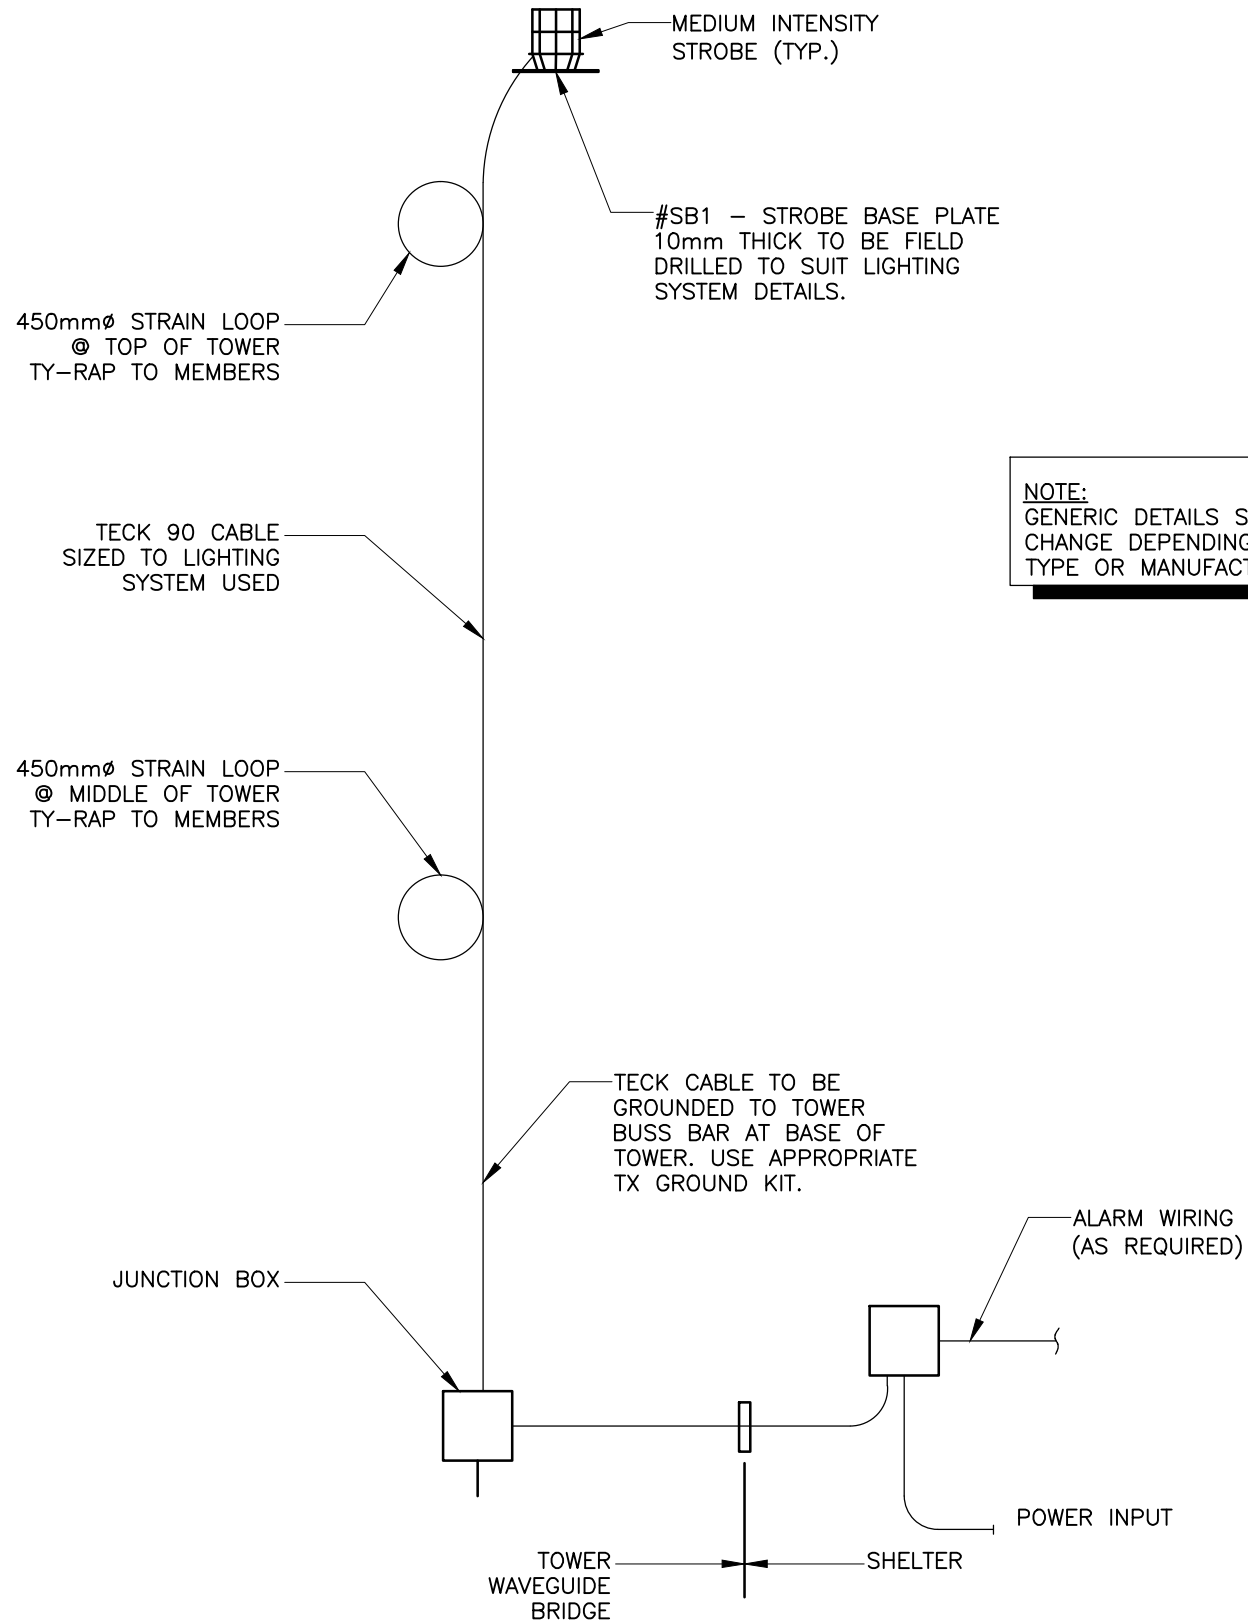 MEDIUM INTENSITY
STROBE (TYP.)
#SB1 – STROBE BASE PLATE
10mm THICK TO BE FIELD
DRILLED TO SUIT LIGHTING
SYSTEM DETAILS.
450mmø STRAIN LOOP
@ TOP OF TOWER
TY–RAP TO MEMBERS
NOTE:
GENERIC DETAILS
CHANGE DEPENDING
TYPE OR
TECK 90 CABLE
SIZED TO LIGHTING
SYSTEM USED
450mmø STRAIN LOOP
@ MIDDLE OF TOWER
TY–RAP TO MEMBERS
TECK CABLE TO BE
GROUNDED TO TOWER
BUSS BAR AT BASE OF
TOWER. USE APPROPRIATE
TX GROUND KIT.
ALARM WIRING
(AS REQUIRED)
JUNCTION BOX
POWER INPUT
TOWER
WAVEGUIDE
BRIDGE
SHELTER